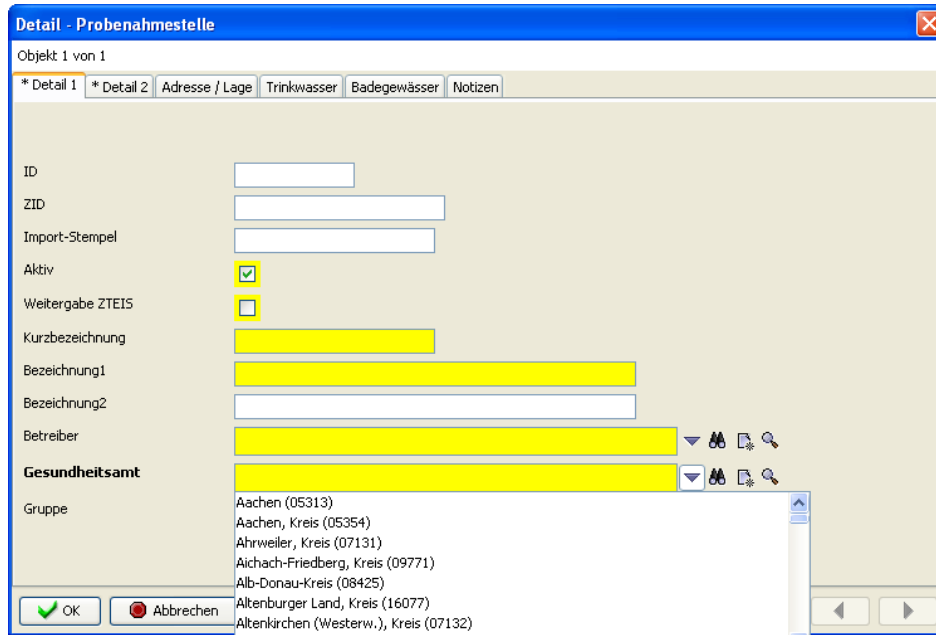 Detail - Probenahmestelle
Objekt 1 von 1
* Detail 1 * Detail 2 Adresse / Lage Trinkwasser Badegewässer Notizen
ID
ZID
Import-Stempel
Aktiv
Weitergabe ZTEIS
Kurzbezeichnung
Bezeichnung1
Bezeichnung2
Betreiber
Gesundheitsamt
Gruppe
Aachen (05313)
Aachen, Kreis (05354)
Ahrweiler, Kreis (07131)
Aichach-Friedberg, Kreis (09771)
Alb-Donau-Kreis (08425)
Altenburger Land, Kreis (16077)
Altenkirchen (Westerw.), Kreis (07132)
OK Abbrechen